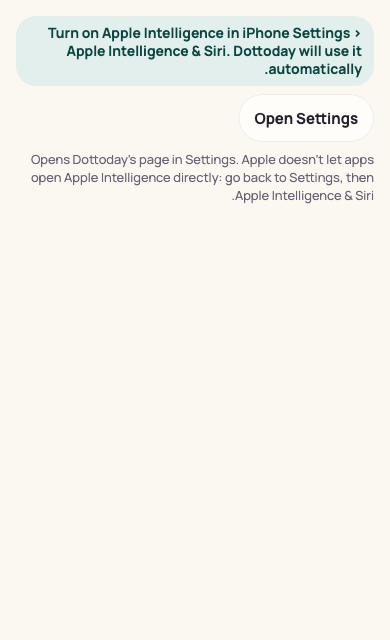 Turn on Apple Intelligence in iPhone Settings ›
Apple Intelligence & Siri. Dottoday will use it
automatically.
Open Settings
Opens Dottoday's page in Settings. Apple doesn't let apps
open Apple Intelligence directly: go back to Settings, then
Apple Intelligence & Siri.